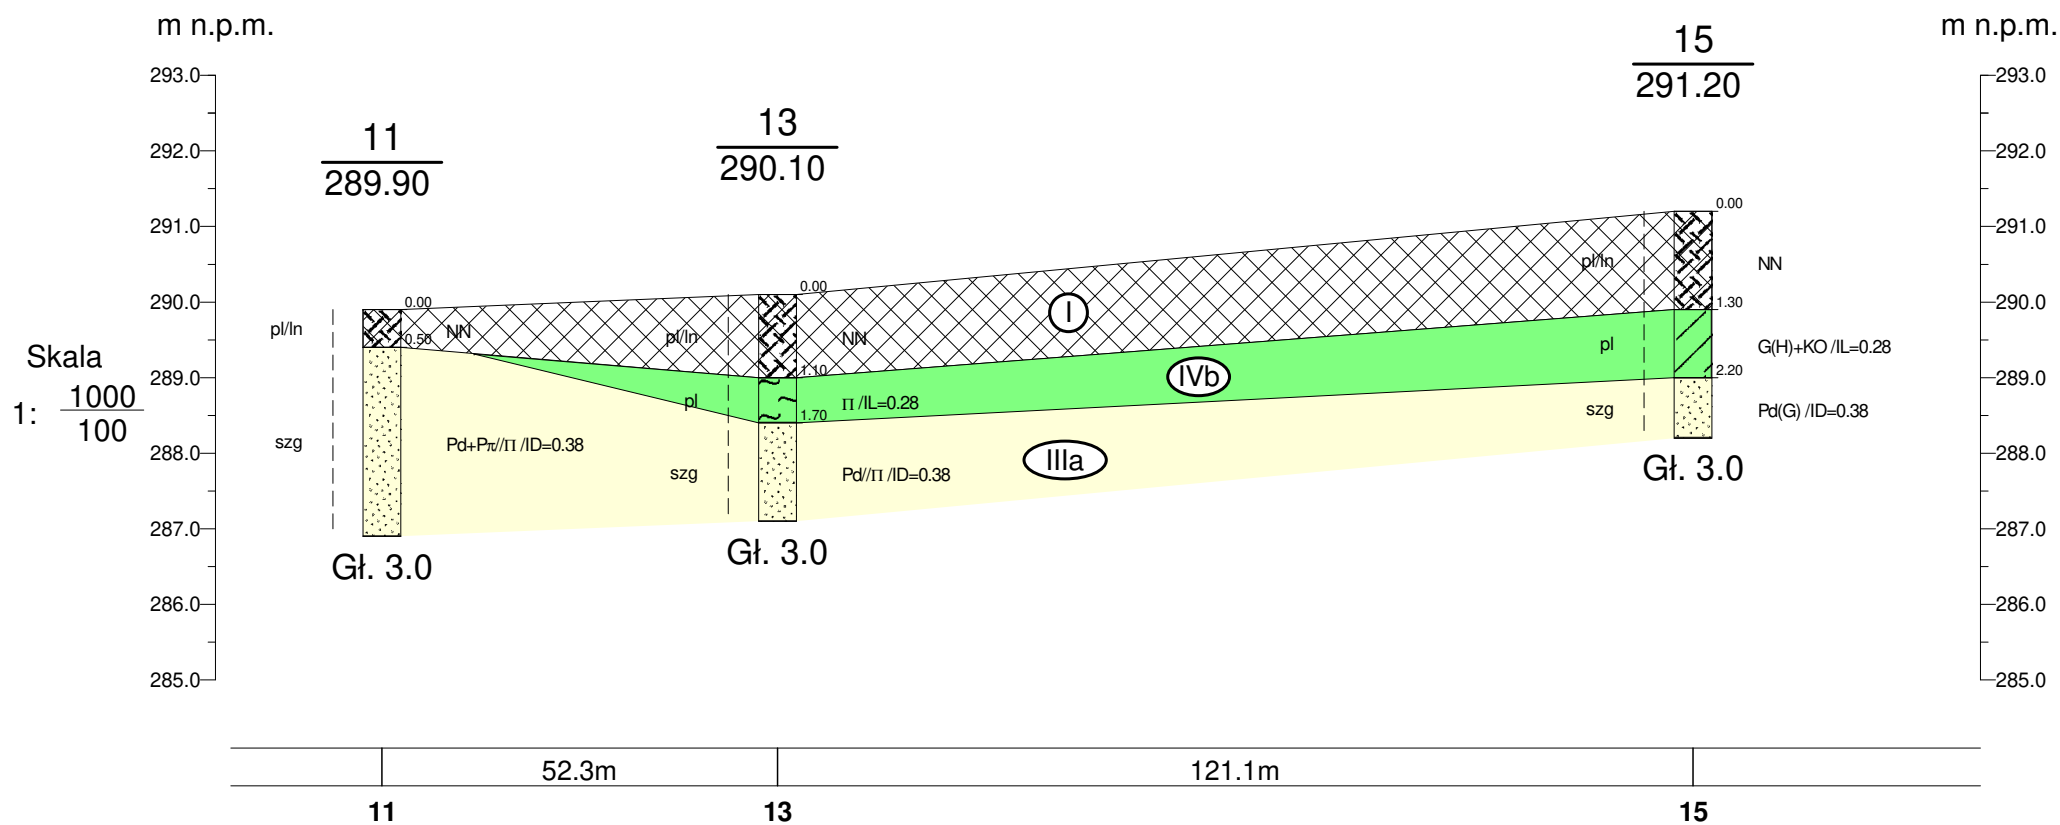 m n.p.m.
m n.p.m.
15
291.20
293.0
293.0
13
290.10
11
289.90
292.0
292.0
0.00
291.0
291.0
pl/ln
NN
0.00
290.0
0.00
I
1.30
290.0
pl/ln
0.50
NN
pl/ln
NN
Skala
1: 1000
100
pl
G(H)+KO /IL=0.28
289.0
1.10
IVb
2.20
289.0
pl
Π /IL=0.28
1.70
szg
Pd(G) /ID=0.38
szg
Pd+Pπ//Π /ID=0.38
288.0
288.0
IIIa
szg
Pd//Π /ID=0.38
Gł. 3.0
287.0
287.0
Gł. 3.0
Gł. 3.0
286.0
286.0
285.0
285.0
52.3m
121.1m
11
13
15